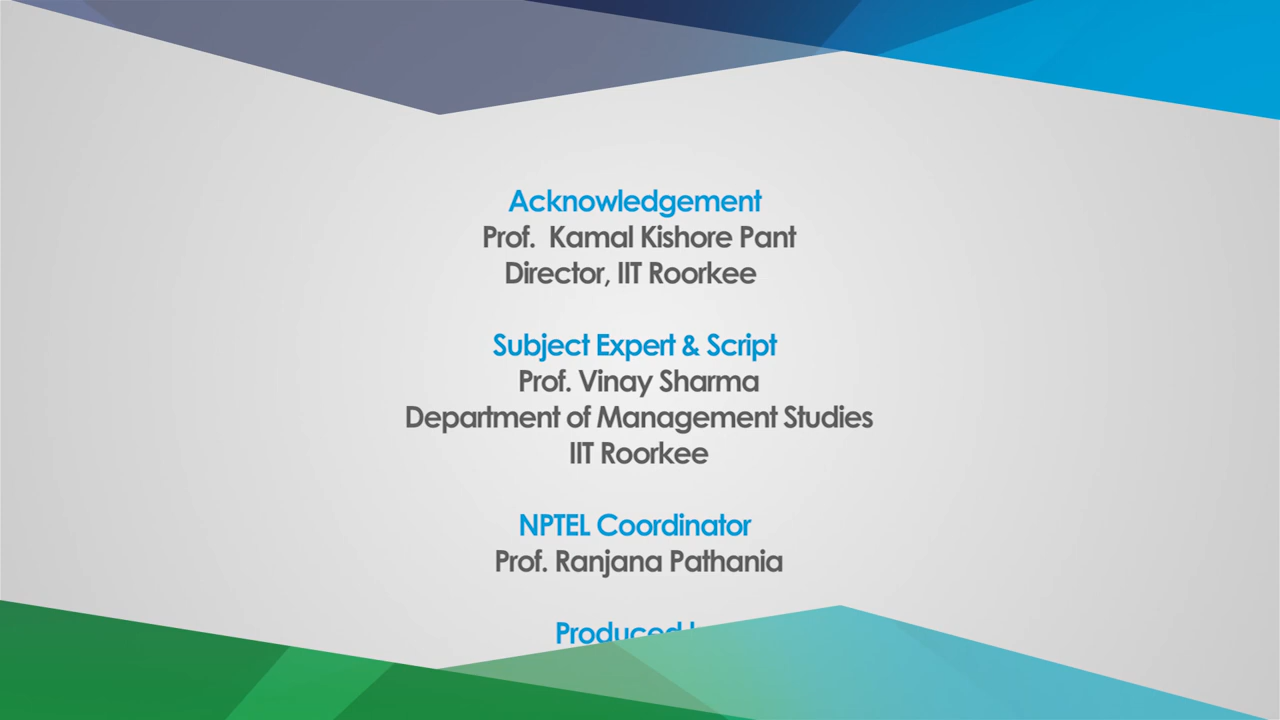 Acknowledgement
Prof. Kamal Kishore Pant
Director, IIT Roorkee
Subject Expert & Script
Prof. Vinay Sharma
Department of Management Studies
IIT Roorkee
NPTEL Coordinator
Prof. Ranjana Pathania
Produced